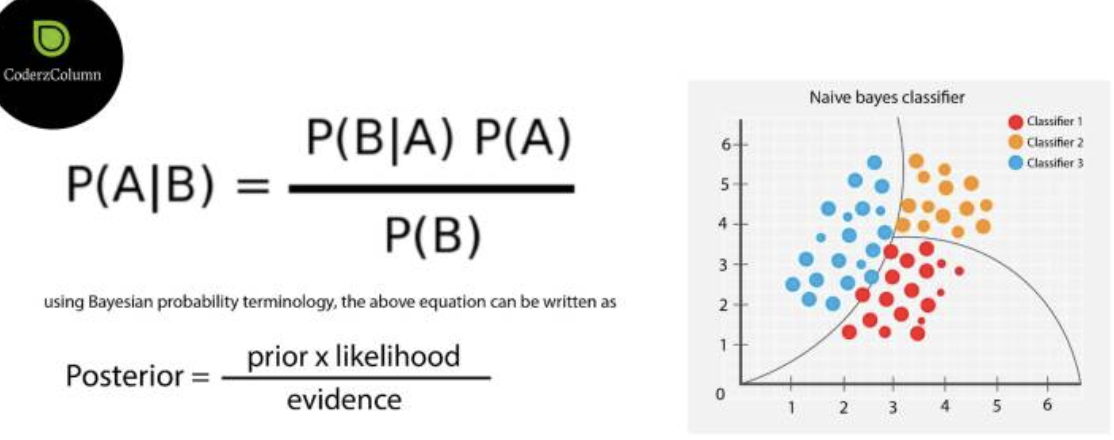 CoderzColumn
P(A|B) =
P(B|A) P(A)
P(B)
using Bayesian probability terminology, the above equation can be written as
Posterior =
prior x likelihood
evidence
Naive bayes classifier
Classifier 1
Classifier 2
Classifier 3
6
5
4
3
2
1
0
1 2 3 4 5 6